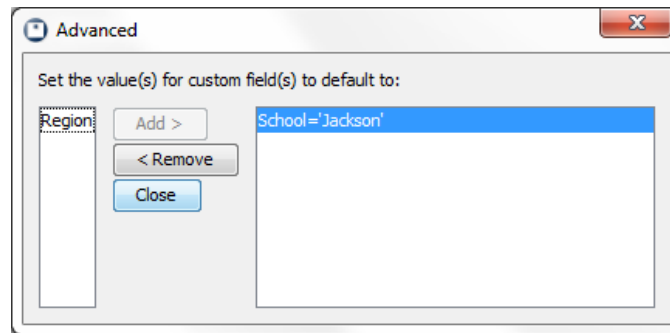 Advanced
Set the value(s) for custom field(s) to default to:
Region
Add >
< Remove
Close
School='Jackson'